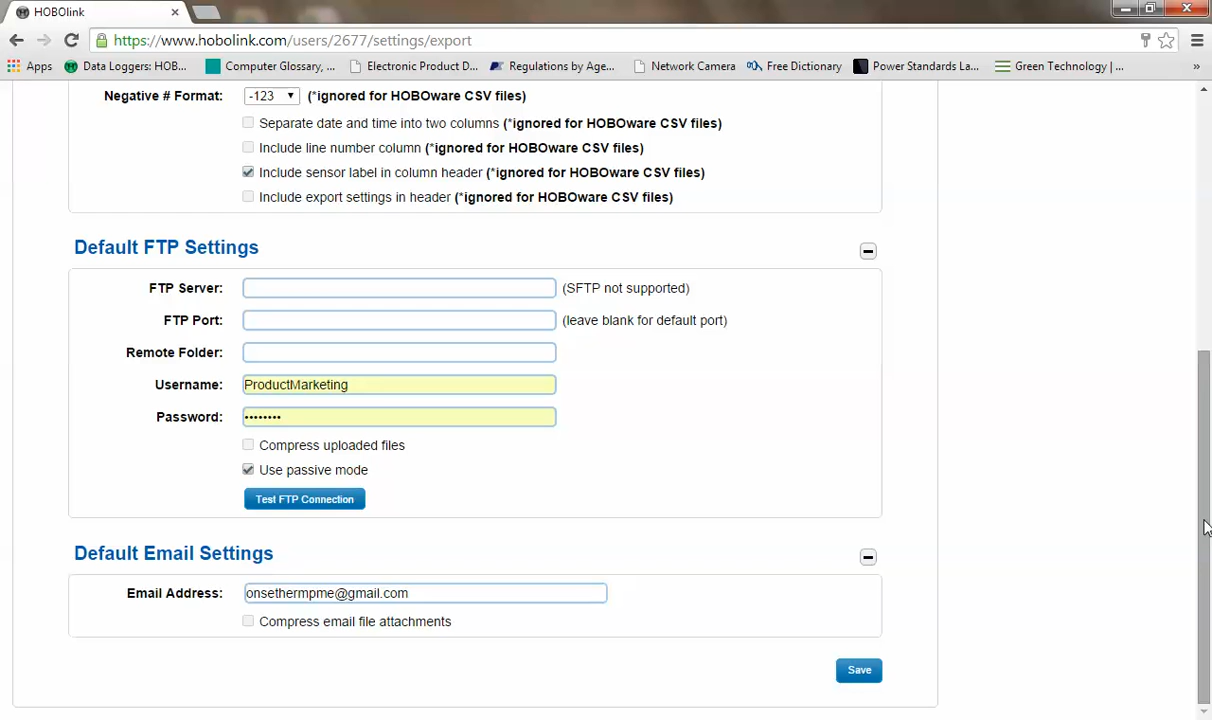 HOBOlink
https://www.hobolink.com/users/2677/settings/export
Apps Data Loggers: HOB... Computer Glossary, ... Electronic Product D... Regulations by Age... Network Camera Free Dictionary Power Standards La... Green Technology | ... »
Negative # Format: -123 (*ignored for HOBOware CSV files)
Separate date and time into two columns (*ignored for HOBOware CSV files)
Include line number column (*ignored for HOBOware CSV files)
Include sensor label in column header (*ignored for HOBOware CSV files)
Include export settings in header (*ignored for HOBOware CSV files)
Default FTP Settings
FTP Server: (SFTP not supported)
FTP Port: (leave blank for default port)
Remote Folder:
Username: ProductMarketing
Password: ••••••••
Compress uploaded files
Use passive mode
Test FTP Connection
Default Email Settings
Email Address: onsethermpme@gmail.com
Compress email file attachments
Save